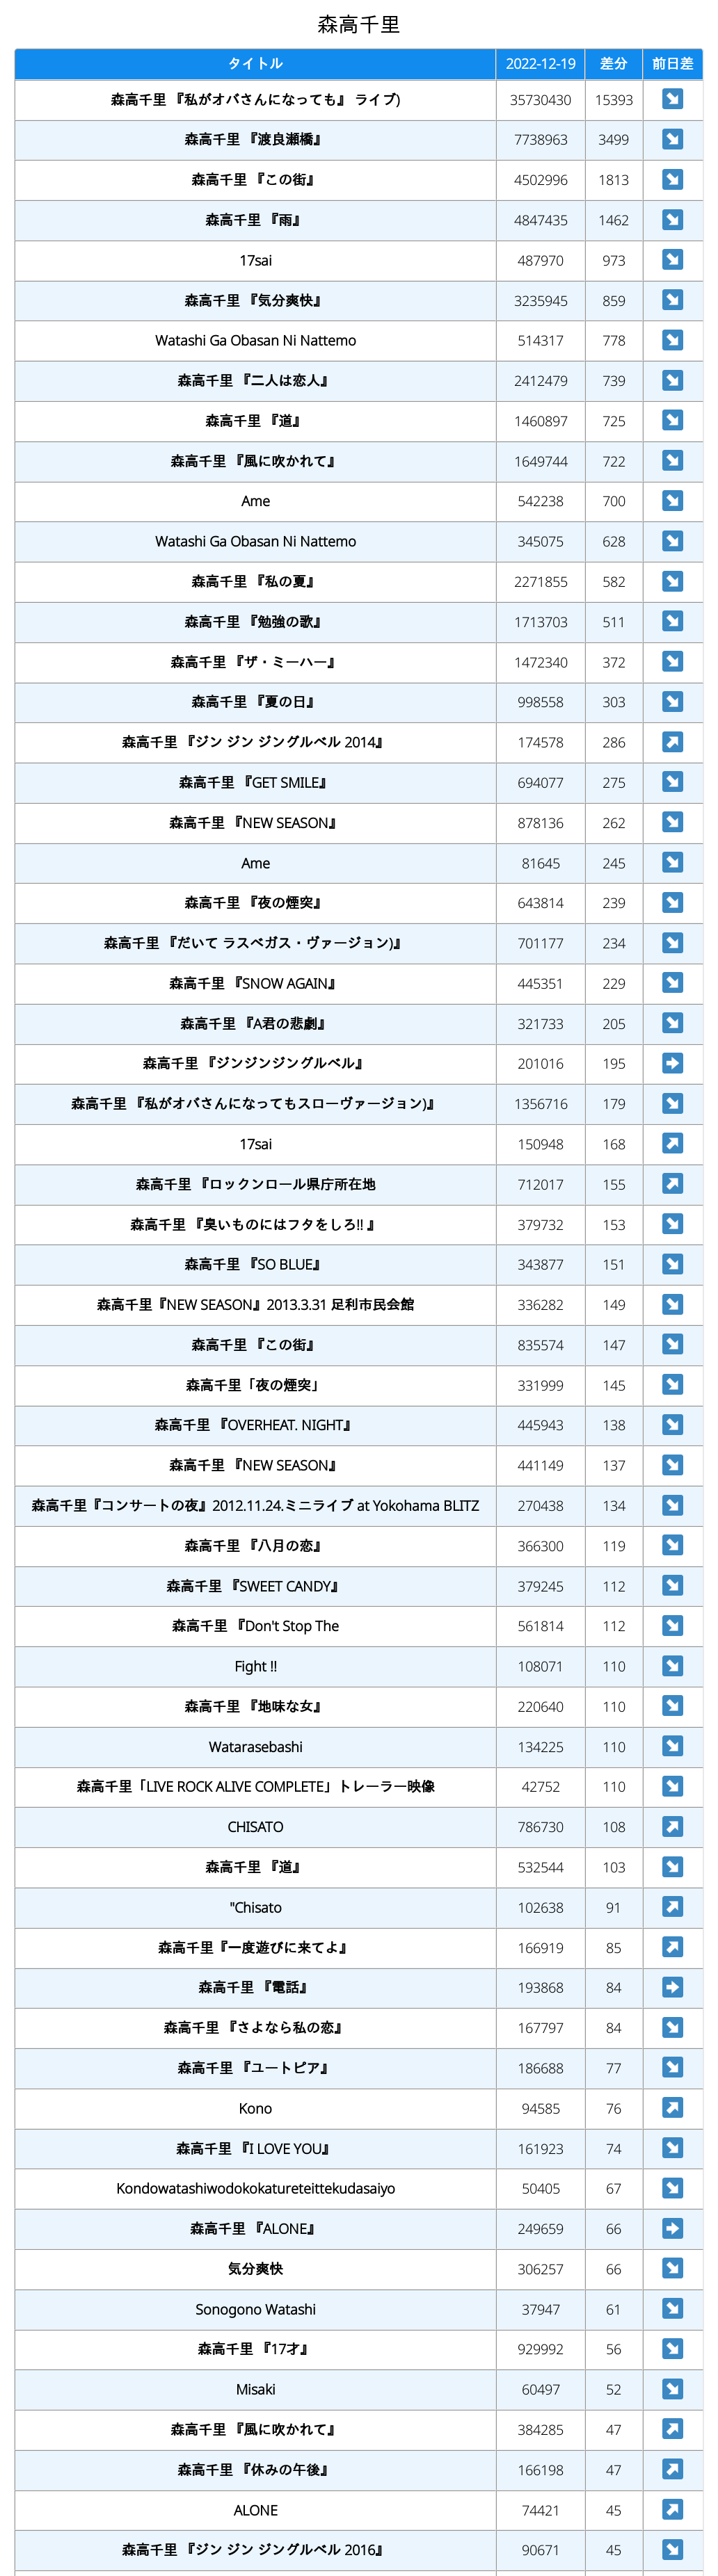 森高千里
タイトル 2022-12-19 差分 前日差
森高千里 『私がオバさんになっても』 ライブ) 35730430 15393
森高千里 『渡良瀬橋』 7738963 3499
森高千里 『この街』 4502996 1813
森高千里 『雨』 4847435 1462
17sai 487970 973
森高千里 『気分爽快』 3235945 859
Watashi Ga Obasan Ni Nattemo 514317 778
森高千里 『二人は恋人』 2412479 739
森高千里 『道』 1460897 725
森高千里 『風に吹かれて』 1649744 722
Ame 542238 700
Watashi Ga Obasan Ni Nattemo 345075 628
森高千里 『私の夏』 2271855 582
森高千里 『勉強の歌』 1713703 511
森高千里 『ザ・ミーハー』 1472340 372
森高千里 『夏の日』 998558 303
森高千里 『ジン ジン ジングルベル 2014』 174578 286
森高千里 『GET SMILE』 694077 275
森高千里 『NEW SEASON』 878136 262
Ame 81645 245
森高千里 『夜の煙突』 643814 239
森高千里 『だいて ラスベガス・ヴァージョン)』 701177 234
森高千里 『SNOW AGAIN』 445351 229
森高千里 『A君の悲劇』 321733 205
森高千里 『ジンジンジングルベル』 201016 195
森高千里 『私がオバさんになってもスローヴァージョン)』 1356716 179
17sai 150948 168
森高千里 『ロックンロール県庁所在地 712017 155
森高千里 『臭いものにはフタをしろ!! 』 379732 153
森高千里 『SO BLUE』 343877 151
森高千里『NEW SEASON』2013.3.31 足利市民会館 336282 149
森高千里 『この街』 835574 147
森高千里「夜の煙突」 331999 145
森高千里 『OVERHEAT. NIGHT』 445943 138
森高千里 『NEW SEASON』 441149 137
森高千里『コンサートの夜』2012.11.24.ミニライブ at Yokohama BLITZ 270438 134
森高千里 『八月の恋』 366300 119
森高千里 『SWEET CANDY』 379245 112
森高千里 『Don't Stop The 561814 112
Fight !! 108071 110
森高千里 『地味な女』 220640 110
Watarasebashi 134225 110
森高千里「LIVE ROCK ALIVE COMPLETE」トレーラー映像 42752 110
CHISATO 786730 108
森高千里 『道』 532544 103
"Chisato 102638 91
森高千里『一度遊びに来てよ』 166919 85
森高千里 『電話』 193868 84
森高千里 『さよなら私の恋』 167797 84
森高千里 『ユートピア』 186688 77
Kono 94585 76
森高千里 『I LOVE YOU』 161923 74
Kondowatashiwodokokatureteittekudasaiyo 50405 67
森高千里 『ALONE』 249659 66
気分爽快 306257 66
Sonogono Watashi 37947 61
森高千里 『17才』 929992 56
Misaki 60497 52
森高千里 『風に吹かれて』 384285 47
森高千里 『休みの午後』 166198 47
ALONE 74421 45
森高千里 『ジン ジン ジングルベル 2016』 90671 45